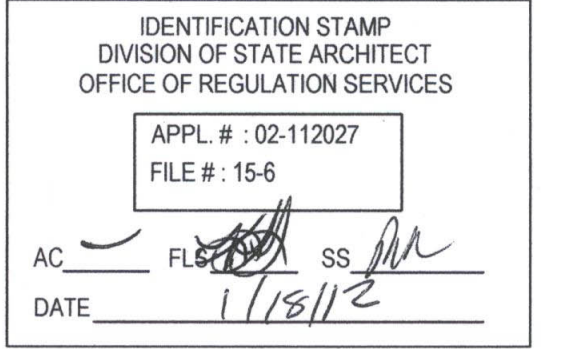 IDENTIFICATION STAMP
DIVISION OF STATE ARCHITECT
OFFICE OF REGULATION SERVICES
APPL. # : 02-112027
FILE # : 15-6
AC FLS SS
DATE 1/18/12